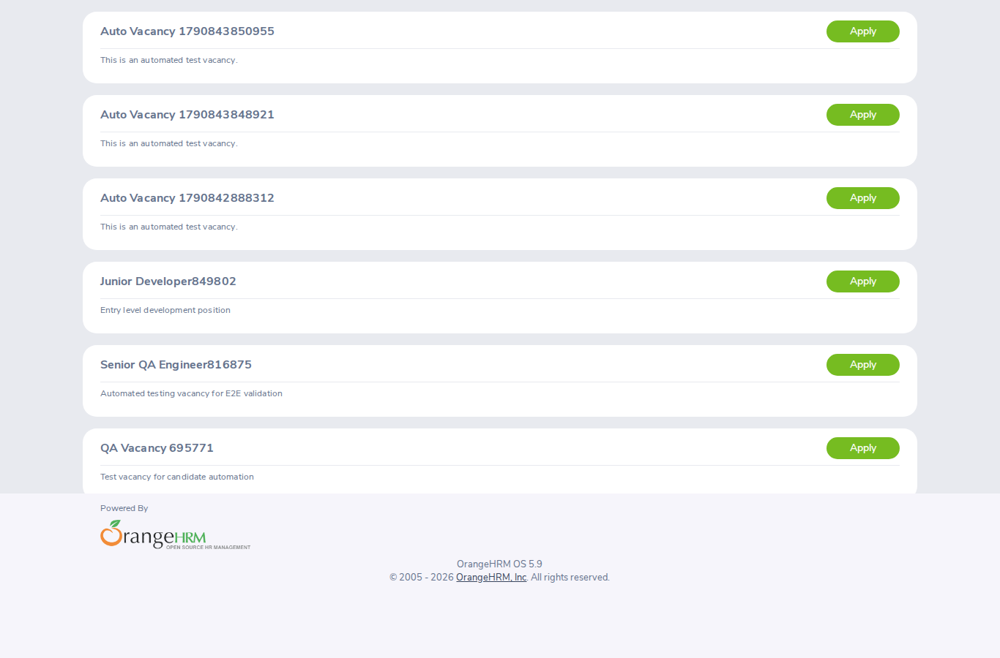 Auto Vacancy 1790843850955
Apply
This is an automated test vacancy.
Auto Vacancy 1790843848921
Apply
This is an automated test vacancy.
Auto Vacancy 1790842888312
Apply
This is an automated test vacancy.
Junior Developer849802
Apply
Entry level development position
Senior QA Engineer816875
Apply
Automated testing vacancy for E2E validation
QA Vacancy 695771
Apply
Test vacancy for candidate automation
Powered By
OrangeHRM
OPEN SOURCE HR MANAGEMENT
OrangeHRM OS 5.9
© 2005 - 2026 OrangeHRM, Inc. All rights reserved.